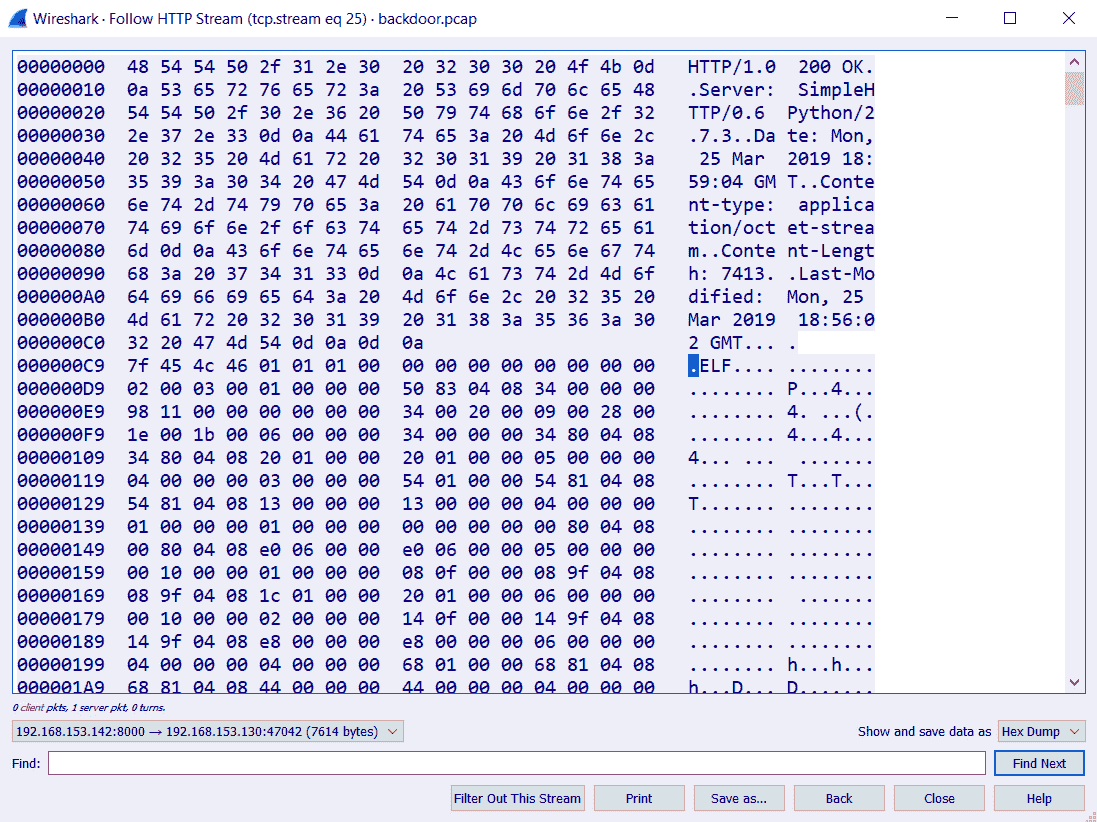 Wireshark · Follow HTTP Stream (tcp.stream eq 25) · backdoor.pcap
00000000  48 54 54 50 2f 31 2e 30  20 32 30 30 20 4f 4b 0d   HTTP/1.0  200 OK.
00000010  0a 53 65 72 76 65 72 3a  20 53 69 6d 70 6c 65 48   .Server:  SimpleH
00000020  54 54 50 2f 30 2e 36 20  50 79 74 68 6f 6e 2f 32   TTP/0.6  Python/2
00000030  2e 37 2e 33 0d 0a 44 61  74 65 3a 20 4d 6f 6e 2c   .7.3..Da te: Mon,
00000040  20 32 35 20 4d 61 72 20  32 30 31 39 20 31 38 3a    25 Mar  2019 18:
00000050  35 39 3a 30 34 20 47 4d  54 0d 0a 43 6f 6e 74 65   59:04 GM T..Conte
00000060  6e 74 2d 74 79 70 65 3a  20 61 70 70 6c 69 63 61   nt-type:  applica
00000070  74 69 6f 6e 2f 6f 63 74  65 74 2d 73 74 72 65 61   tion/oct et-strea
00000080  6d 0d 0a 43 6f 6e 74 65  6e 74 2d 4c 65 6e 67 74   m..Conte nt-Lengt
00000090  68 3a 20 37 34 31 33 0d  0a 4c 61 73 74 2d 4d 6f   h: 7413. .Last-Mo
000000A0  64 69 66 69 65 64 3a 20  4d 6f 6e 2c 20 32 35 20   dified:  Mon, 25
000000B0  4d 61 72 20 32 30 31 39  20 31 38 3a 35 36 3a 30   Mar 2019  18:56:0
000000C0  32 20 47 4d 54 0d 0a 0d  0a                        2 GMT... .
000000C9  7f 45 4c 46 01 01 01 00  00 00 00 00 00 00 00 00   .ELF.... ........
000000D9  02 00 03 00 01 00 00 00  50 83 04 08 34 00 00 00   ........ P...4...
000000E9  98 11 00 00 00 00 00 00  34 00 20 00 09 00 28 00   ........ 4. ...(.
000000F9  1e 00 1b 00 06 00 00 00  34 00 00 00 34 80 04 08   ........ 4...4...
00000109  34 80 04 08 20 01 00 00  20 01 00 00 05 00 00 00   4... ...  .......
00000119  04 00 00 00 03 00 00 00  54 01 00 00 54 81 04 08   ........ T...T...
00000129  54 81 04 08 13 00 00 00  13 00 00 00 04 00 00 00   T....... ........
00000139  01 00 00 00 01 00 00 00  00 00 00 00 00 80 04 08   ........ ........
00000149  00 80 04 08 e0 06 00 00  e0 06 00 00 05 00 00 00   ........ ........
00000159  00 10 00 00 01 00 00 00  08 0f 00 00 08 9f 04 08   ........ ........
00000169  08 9f 04 08 1c 01 00 00  20 01 00 00 06 00 00 00   ........ .......
00000179  00 10 00 00 02 00 00 00  14 0f 00 00 14 9f 04 08   ........ ........
00000189  14 9f 04 08 e8 00 00 00  e8 00 00 00 06 00 00 00   ........ ........
00000199  04 00 00 00 04 00 00 00  68 01 00 00 68 81 04 08   ........ h...h...
000001A9  68 81 04 08 44 00 00 00  44 00 00 00 04 00 00 00   h...D... D.......
0 client pkts, 1 server pkt, 0 turns.
192.168.153.142:8000 → 192.168.153.130:47042 (7614 bytes) Show and save data as Hex Dump
Find: Find Next
Filter Out This Stream Print Save as... Back Close Help